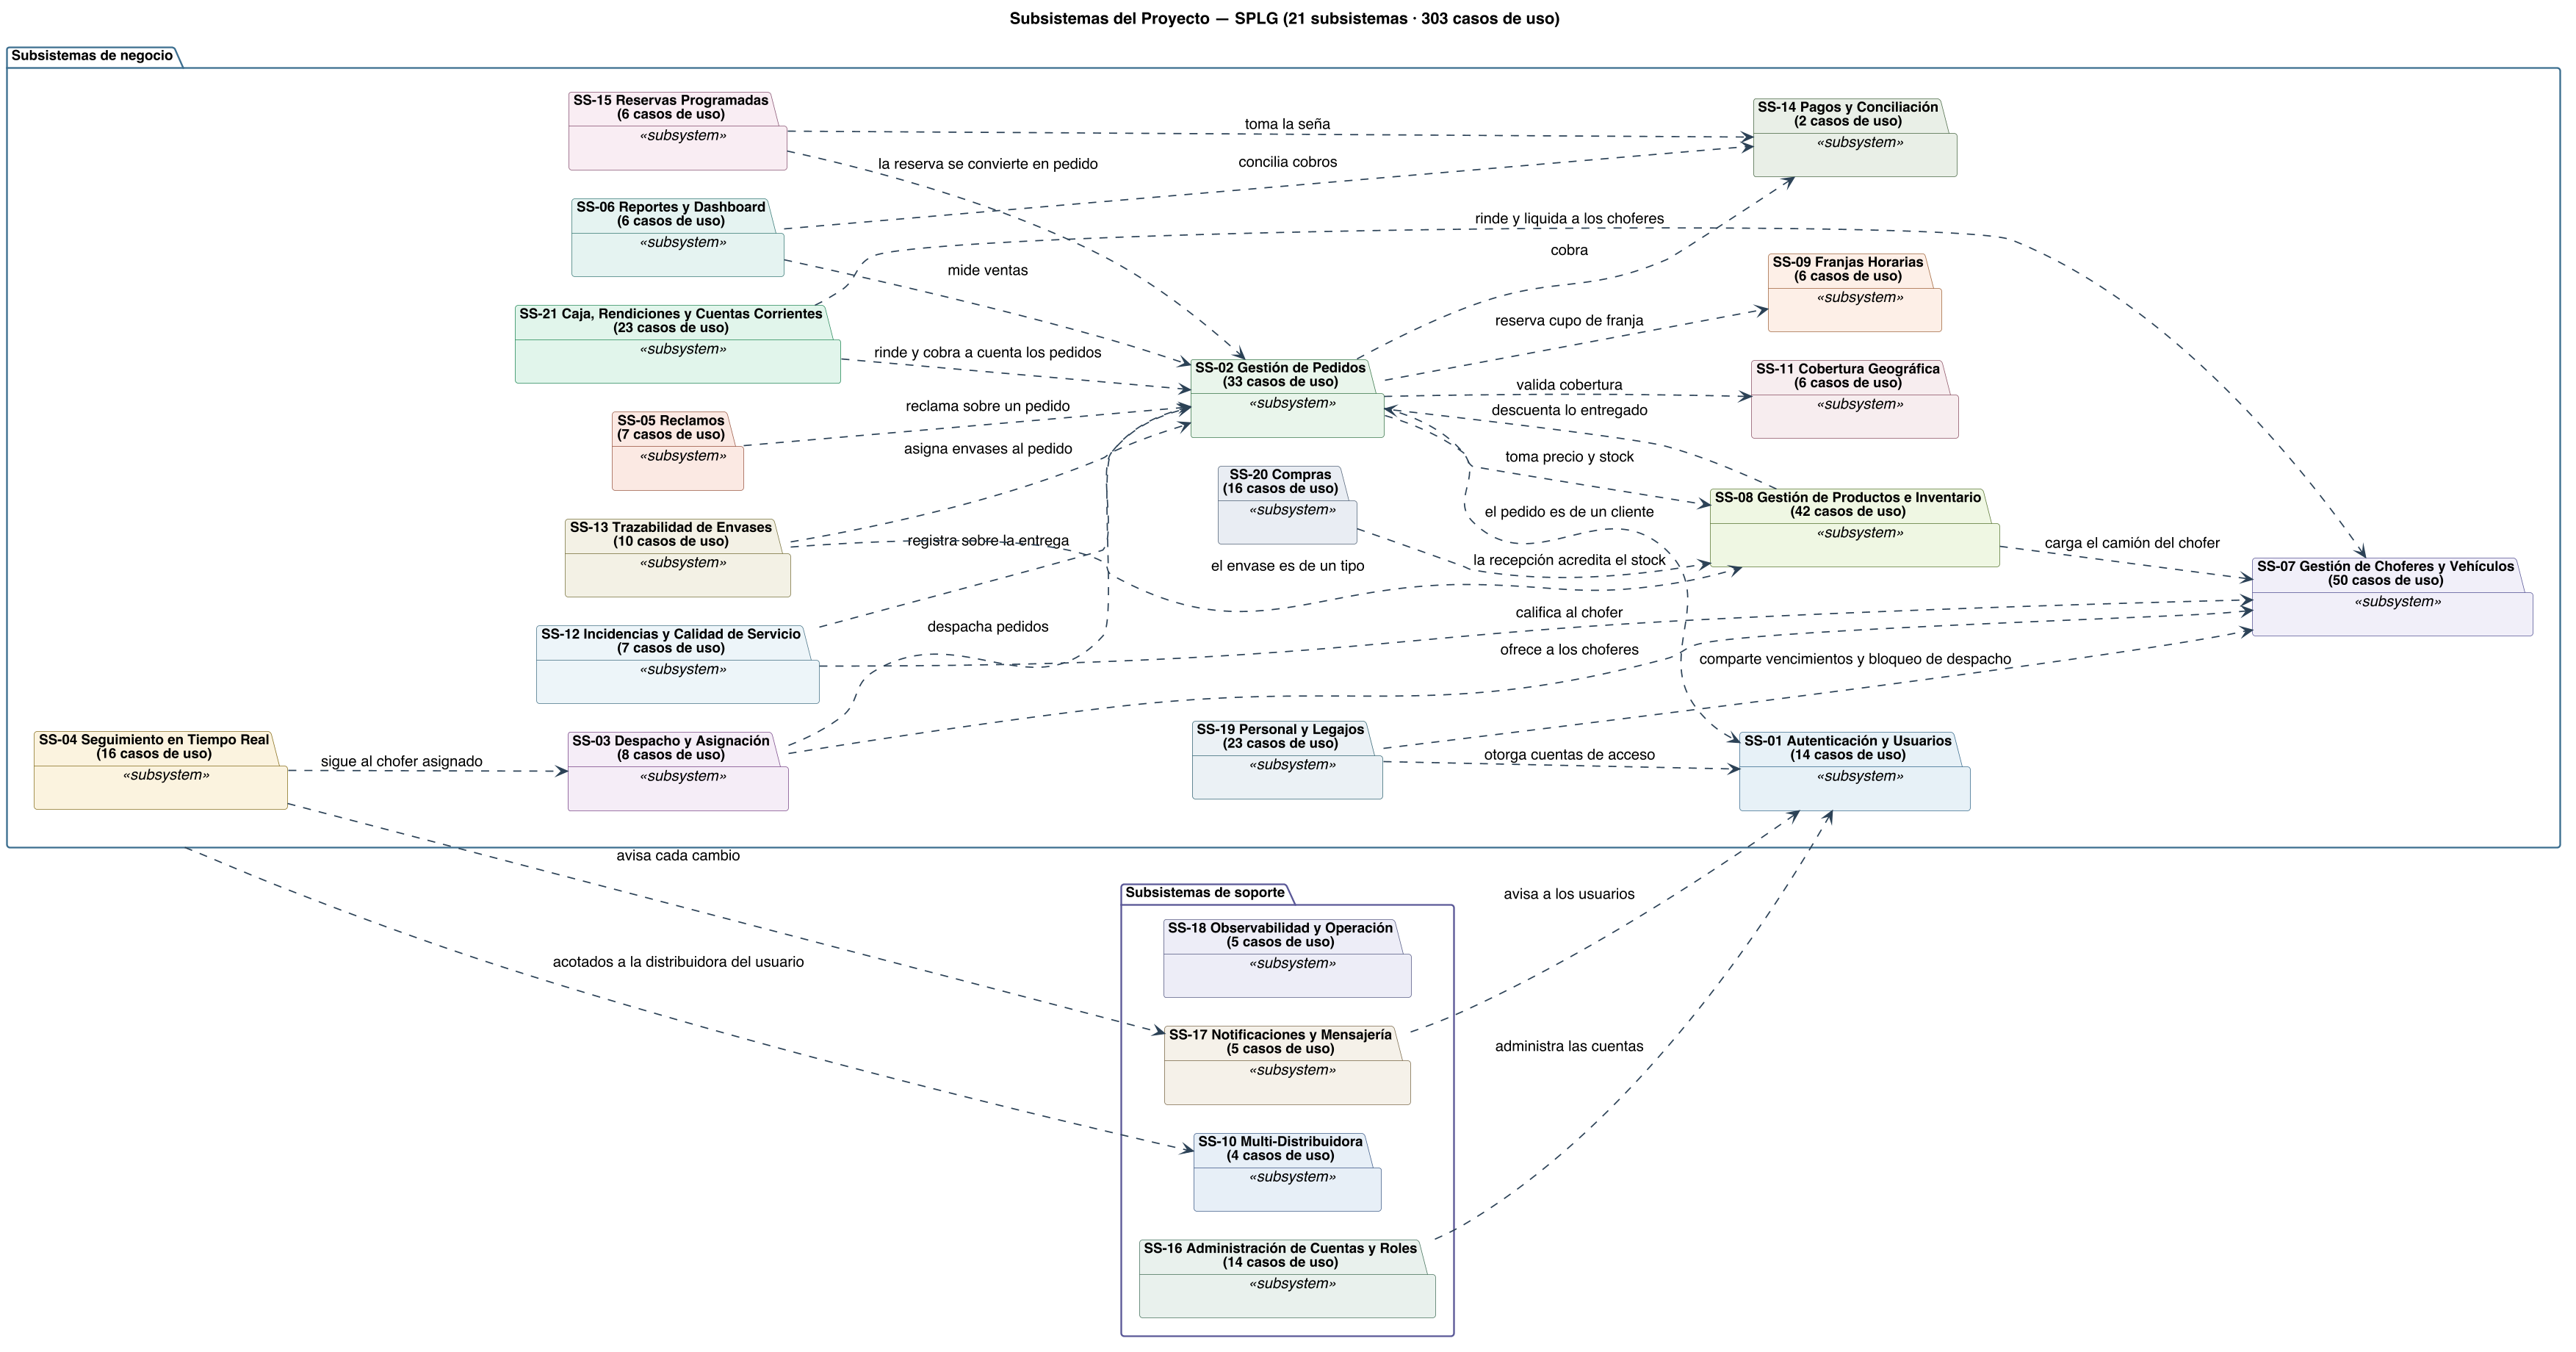 Subsistemas del Proyecto — SPLG (21 subsistemas · 303 casos de uso)
Subsistemas de negocio
SS-15 Reservas Programadas
(6 casos de uso)
«subsystem»
SS-14 Pagos y Conciliación
(2 casos de uso)
«subsystem»
toma la seña
la reserva se convierte en pedido
concilia cobros
SS-06 Reportes y Dashboard
(6 casos de uso)
«subsystem»
rinde y liquida a los choferes
cobra
mide ventas
SS-09 Franjas Horarias
(6 casos de uso)
«subsystem»
SS-21 Caja, Rendiciones y Cuentas Corrientes
(23 casos de uso)
«subsystem»
reserva cupo de franja
rinde y cobra a cuenta los pedidos
SS-02 Gestión de Pedidos
(33 casos de uso)
«subsystem»
SS-11 Cobertura Geográfica
(6 casos de uso)
«subsystem»
valida cobertura
reclama sobre un pedido
descuenta lo entregado
SS-05 Reclamos
(7 casos de uso)
«subsystem»
asigna envases al pedido
toma precio y stock
SS-20 Compras
(16 casos de uso)
«subsystem»
SS-08 Gestión de Productos e Inventario
(42 casos de uso)
«subsystem»
el pedido es de un cliente
SS-13 Trazabilidad de Envases
(10 casos de uso)
«subsystem»
registra sobre la entrega
carga el camión del chofer
la recepción acredita el stock
el envase es de un tipo
SS-07 Gestión de Choferes y Vehículos
(50 casos de uso)
«subsystem»
califica al chofer
despacha pedidos
SS-12 Incidencias y Calidad de Servicio
(7 casos de uso)
«subsystem»
ofrece a los choferes
comparte vencimientos y bloqueo de despacho
SS-04 Seguimiento en Tiempo Real
(16 casos de uso)
«subsystem»
sigue al chofer asignado
SS-03 Despacho y Asignación
(8 casos de uso)
«subsystem»
SS-19 Personal y Legajos
(23 casos de uso)
«subsystem»
otorga cuentas de acceso
SS-01 Autenticación y Usuarios
(14 casos de uso)
«subsystem»
avisa cada cambio
Subsistemas de soporte
avisa a los usuarios
SS-18 Observabilidad y Operación
(5 casos de uso)
«subsystem»
acotados a la distribuidora del usuario
SS-17 Notificaciones y Mensajería
(5 casos de uso)
«subsystem»
administra las cuentas
SS-10 Multi-Distribuidora
(4 casos de uso)
«subsystem»
SS-16 Administración de Cuentas y Roles
(14 casos de uso)
«subsystem»